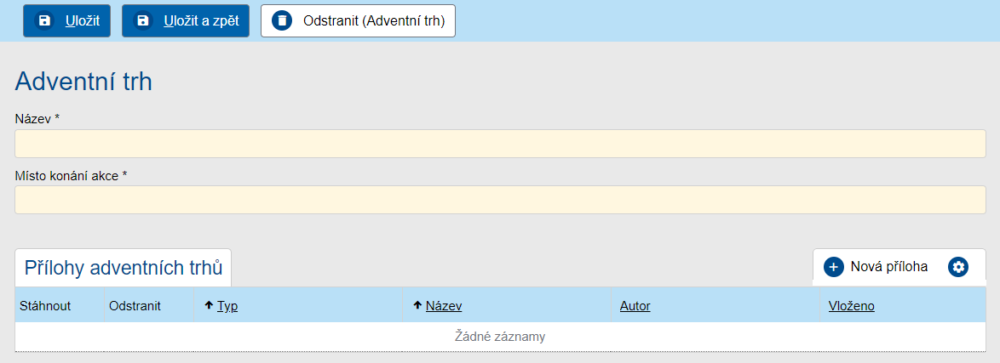 Uložit Uložit a zpět Odstranit (Adventní trh)
Adventní trh
Název *
Místo konání akce *
Přílohy adventních trhů Nová příloha
Stáhnout Odstranit Typ Název Autor Vloženo
Žádné záznamy